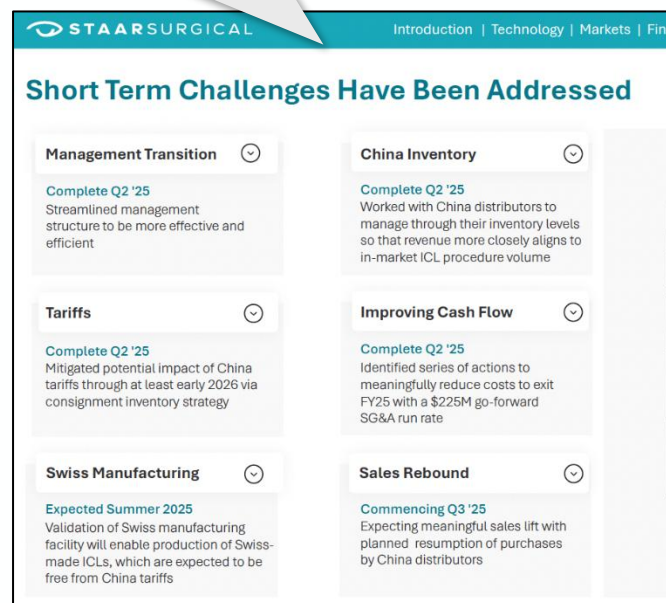 STAARSURGICAL
Introduction | Technology | Markets | Fin
Short Term Challenges Have Been Addressed
Management Transition
Complete Q2 '25
Streamlined management
structure to be more effective and
efficient
China Inventory
Complete Q2 '25
Worked with China distributors to
manage through their inventory levels
so that revenue more closely aligns to
in-market ICL procedure volume
Tariffs
Complete Q2 '25
Mitigated potential impact of China
tariffs through at least early 2026 via
consignment inventory strategy
Improving Cash Flow
Complete Q2 '25
Identified series of actions to
meaningfully reduce costs to exit
FY25 with a $225M go-forward
SG&A run rate
Swiss Manufacturing
Expected Summer 2025
Validation of Swiss manufacturing
facility will enable production of Swiss-
made ICLs, which are expected to be
free from China tariffs
Sales Rebound
Commencing Q3 '25
Expecting meaningful sales lift with
planned resumption of purchases
by China distributors